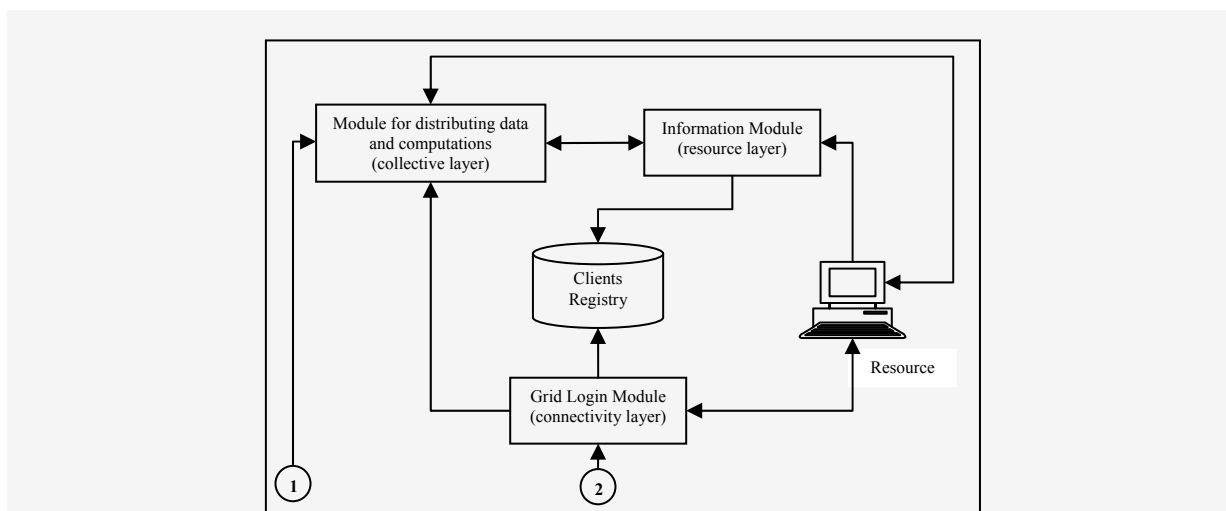 Module for distributing data
and computations
(collective layer)
Information Module
(resource layer)
Clients
Registry
Resource
Grid Login Module
(connectivity layer)
1
2